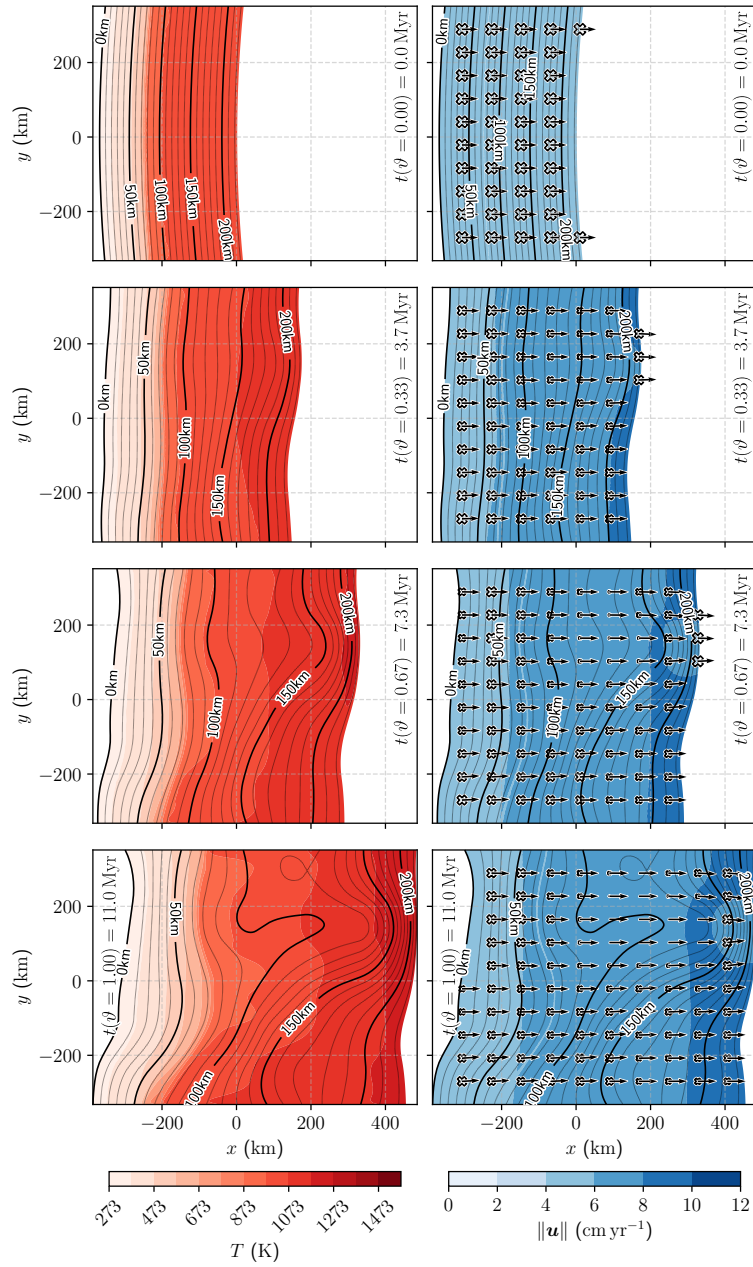 200
0
−200
y (km)
0km
50km
100km
150km
200km
t(ϑ = 0.00) = 0.0 Myr
0km
50km
100km
150km
200km
t(ϑ = 0.00) = 0.0 Myr
200
0
−200
y (km)
0km
50km
100km
150km
200km
t(ϑ = 0.33) = 3.7 Myr
0km
50km
100km
150km
200km
t(ϑ = 0.33) = 3.7 Myr
200
0
−200
y (km)
0km
50km
100km
150km
200km
t(ϑ = 0.67) = 7.3 Myr
0km
50km
100km
150km
200km
t(ϑ = 0.67) = 7.3 Myr
200
0
−200
y (km)
t(ϑ = 1.00) = 11.0 Myr
0km
50km
100km
150km
200km
t(ϑ = 1.00) = 11.0 Myr
0km
50km
100km
150km
200km
−200 0 200 400
x (km)
−200 0 200 400
x (km)
273 473 673 873 1073 1273 1473
T (K)
0 2 4 6 8 10 12
‖u‖ (cm yr⁻¹)